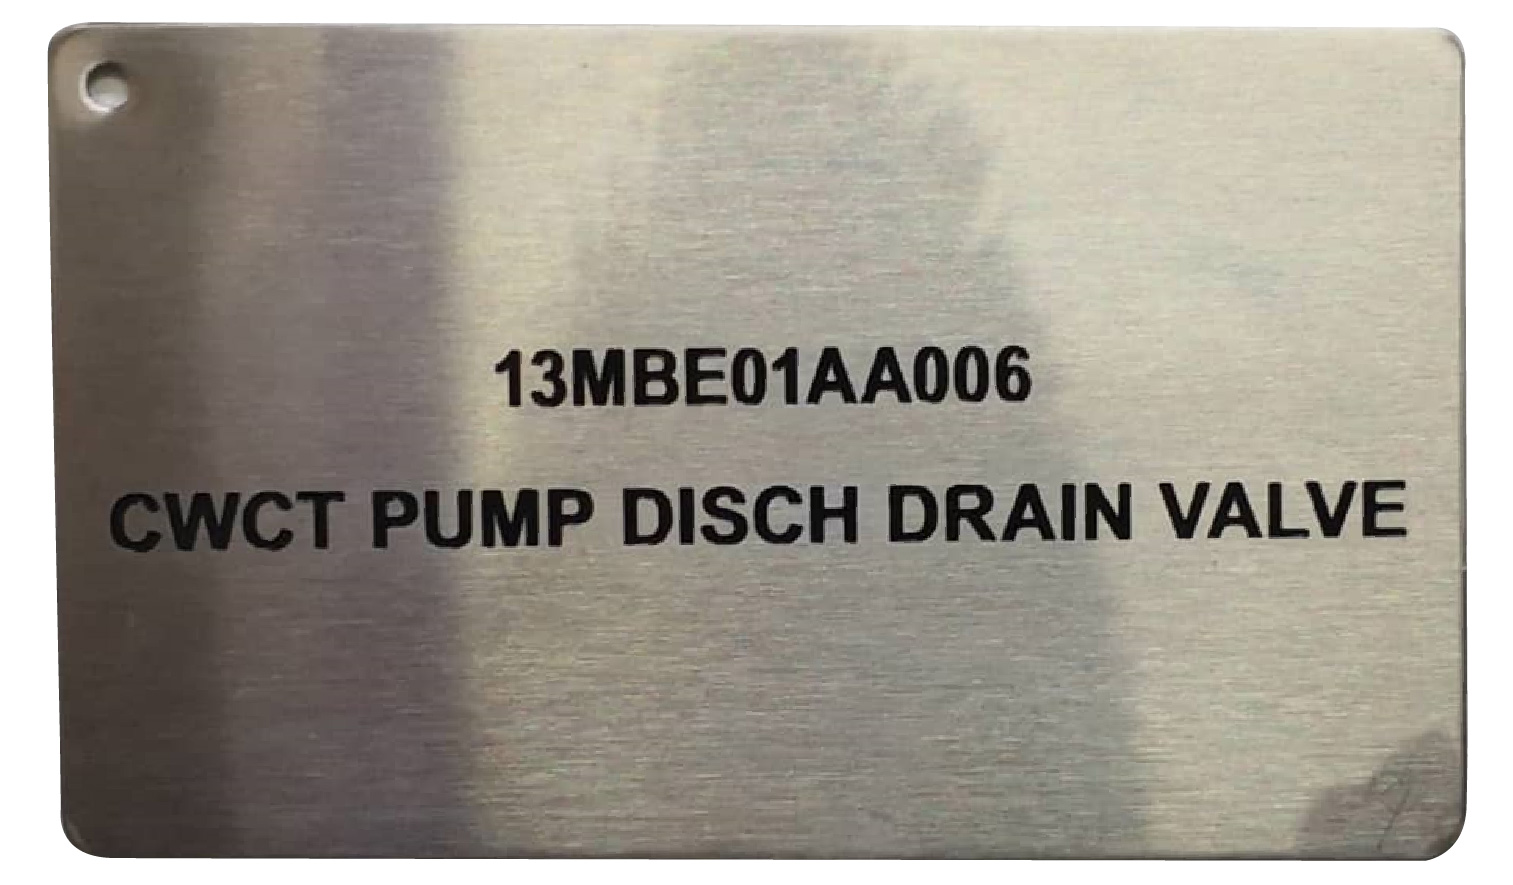 13MBE01AA006
CWCT PUMP DISCH DRAIN VALVE